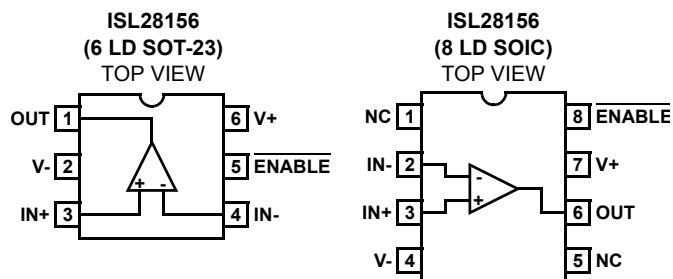 ISL28156
(6 LD SOT-23)
TOP VIEW
OUT 1
6 V+
V- 2
5 ENABLE
+ -
IN+ 3
4 IN-
ISL28156
(8 LD SOIC)
TOP VIEW
NC 1
8 ENABLE
IN- 2
7 V+
-
+
IN+ 3
6 OUT
V- 4
5 NC